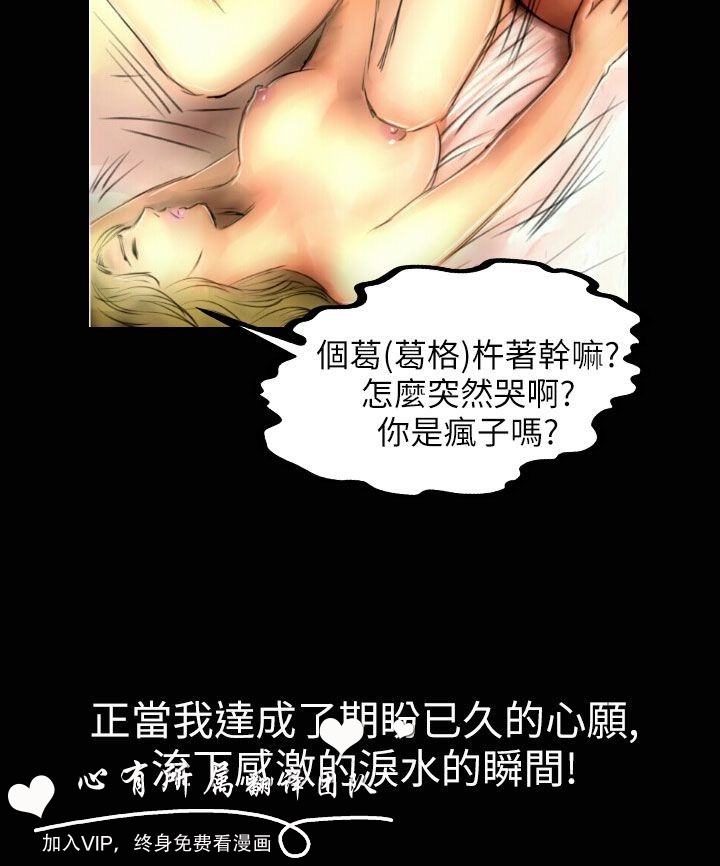 個葛(葛格)杵著幹嘛?
怎麼突然哭啊?
你是瘋子嗎?
正當我達成了期盼已久的心願,
流下感激的淚水的瞬間!
心有所属翻译团队
加入VIP，终身免费看漫画